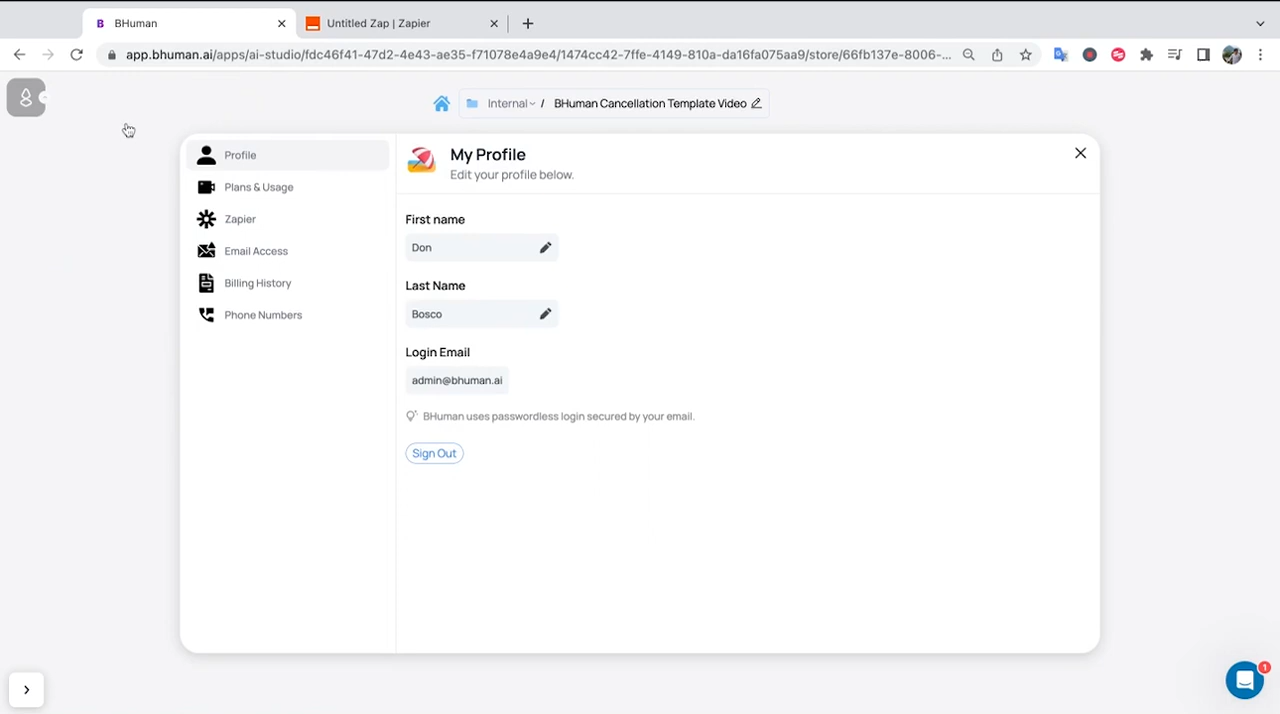 B BHuman
Untitled Zap | Zapier
app.bhuman.ai/apps/ai-studio/fdc46f41-47d2-4e43-ae35-f71078e4a9e4/1474cc42-7ffe-4149-810a-da16fa075aa9/store/66fb137e-8006-...
Internal / BHuman Cancellation Template Video
Profile
Plans & Usage
Zapier
Email Access
Billing History
Phone Numbers
My Profile
Edit your profile below.
First name
Don
Last Name
Bosco
Login Email
admin@bhuman.ai
BHuman uses passwordless login secured by your email.
Sign Out
1